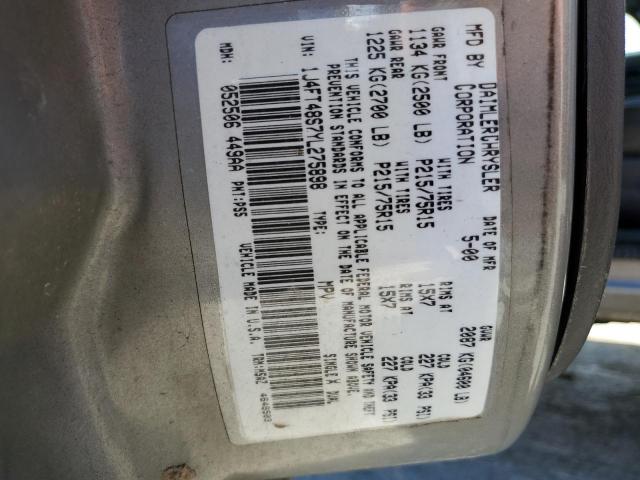 MFD BY DAIMLERCHRYSLER CORPORATION
DATE OF MFR 5-00
GVWR 2087 KG(04600 LB)
GAWR FRONT WITH TIRES RIMS AT COLD
1134 KG(2500 LB) P215/75R15 15X7 227 KPA(33 PSI)
GAWR REAR WITH TIRES RIMS AT COLD
1225 KG(2700 LB) P215/75R15 15X7 227 KPA(33 PSI)
THIS VEHICLE CONFORMS TO ALL APPLICABLE FEDERAL MOTOR VEHICLE SAFETY AND THEFT
PREVENTION STANDARDS IN EFFECT ON THE DATE OF MANUFACTURE SHOWN ABOVE.
VIN: 1J4FT48S7YL275898 TYPE: MPV SINGLE X DUAL
MDH: 052506 449AA PNT:PSS
VEHICLE MADE IN U.S.A. TRM:H5DZ